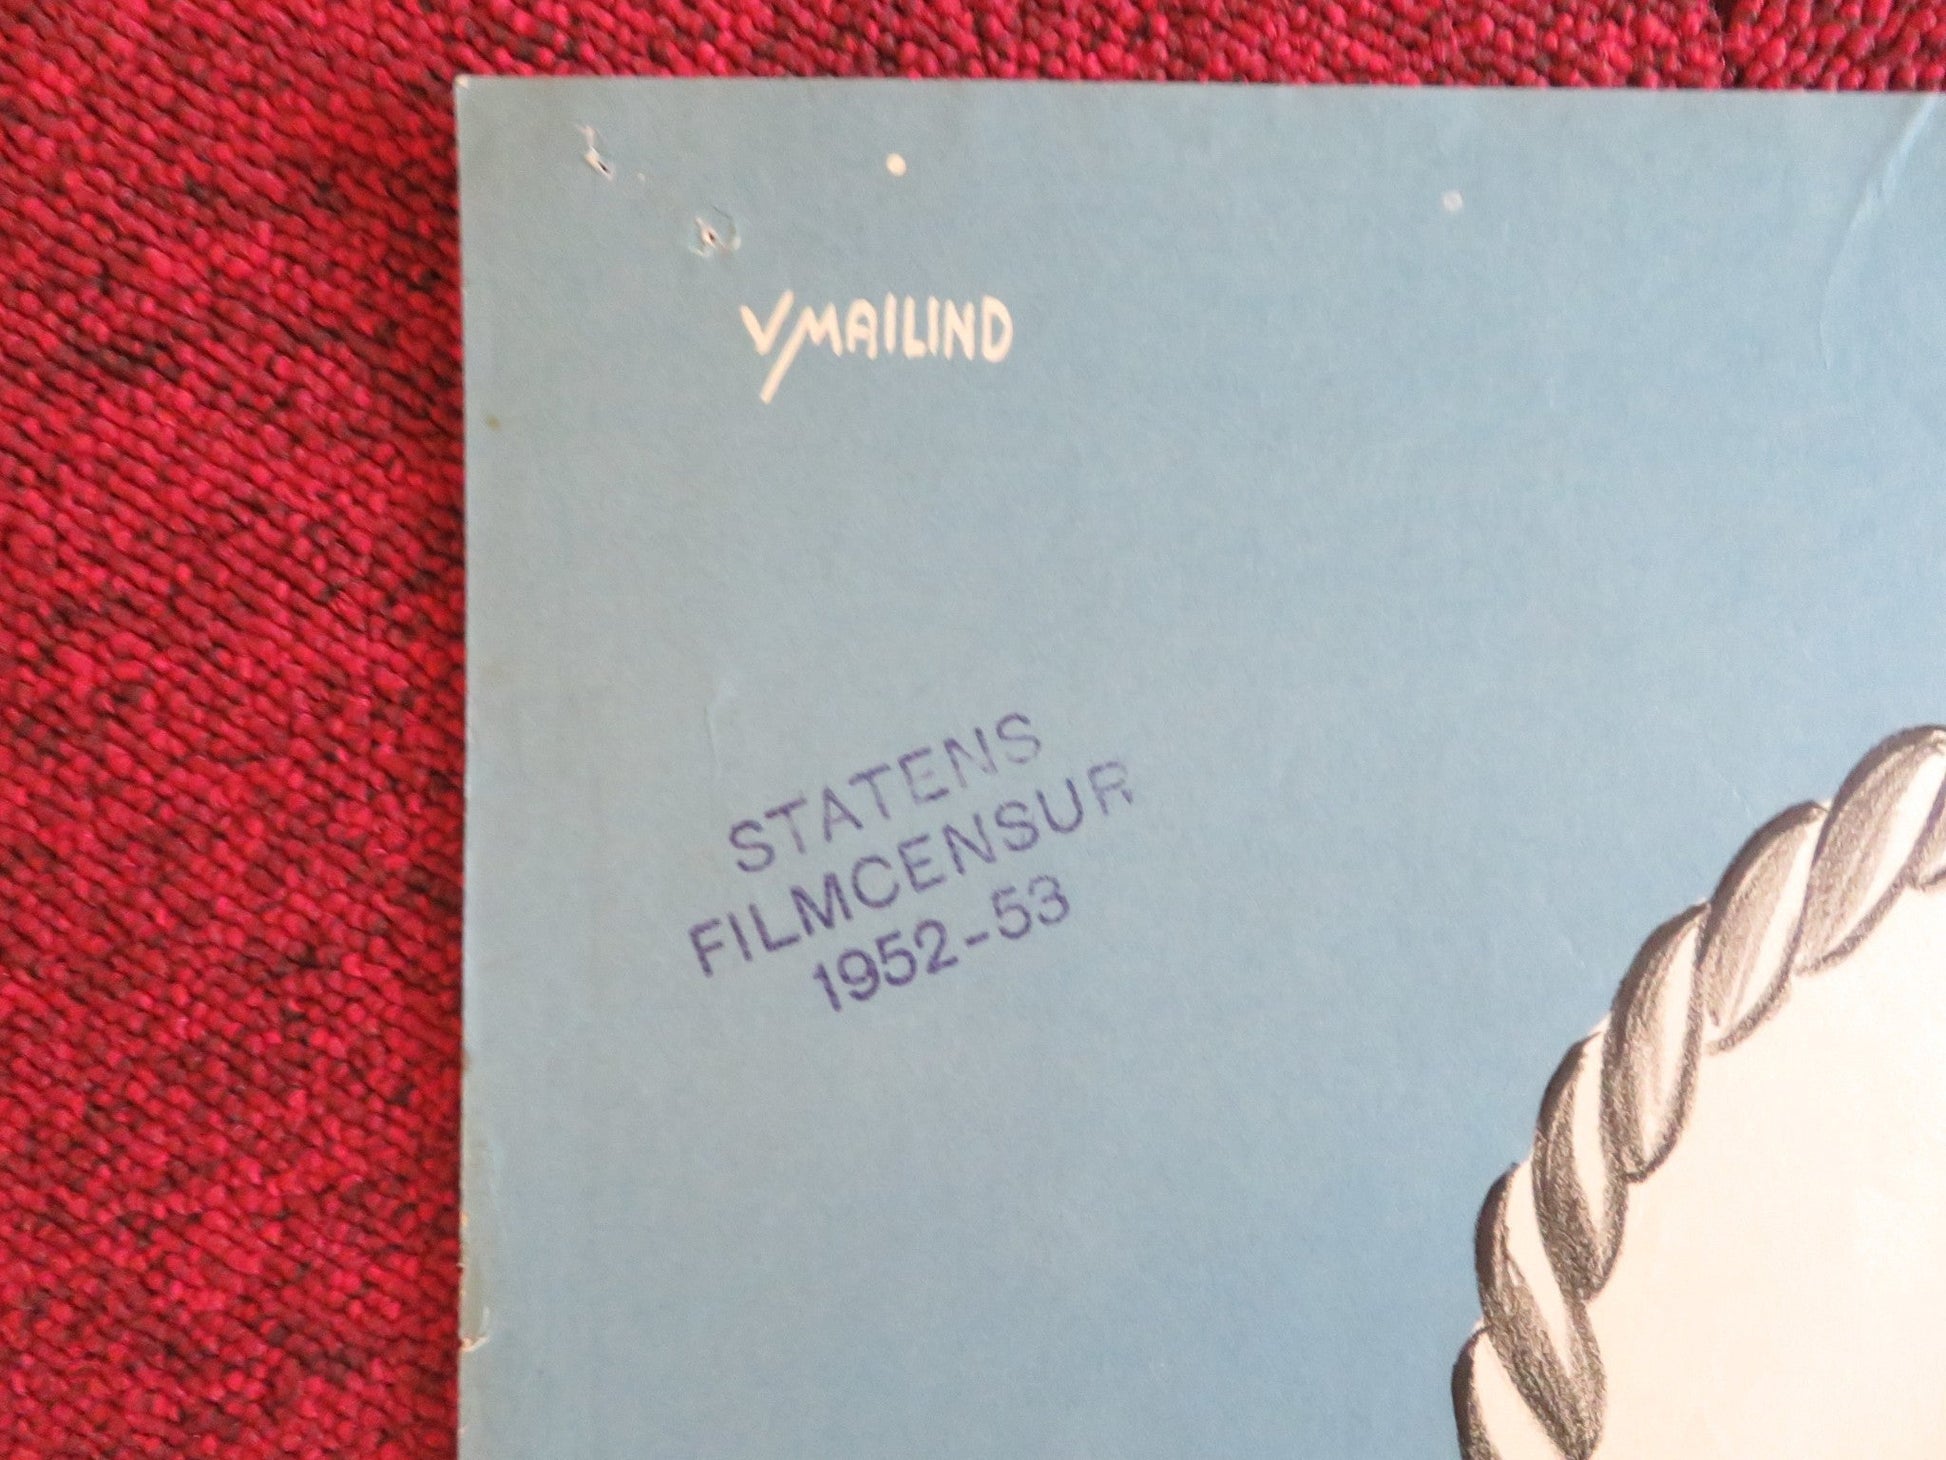 V/MAILIND
STATENS
FILMCENSUR
1952-53